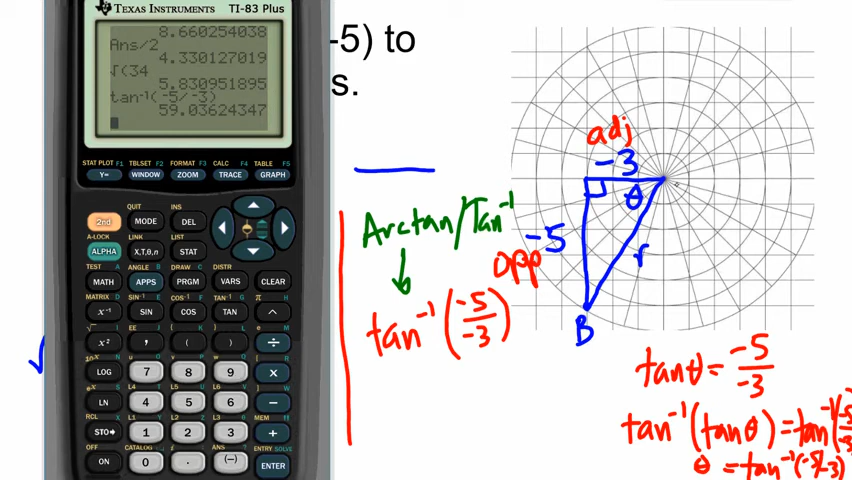 TEXAS INSTRUMENTS TI-83 Plus
8.660254038
Ans/2
4.330127019
√(34
5.830951895
tan⁻¹(-5/-3)
59.03624347
-5) to
s.
STAT PLOT F1 TBLSET F2 FORMAT F3 CALC F4 TABLE F5
Y= WINDOW ZOOM TRACE GRAPH
QUIT INS
2nd MODE DEL
A-LOCK LINK LIST
ALPHA X,T,θ,n STAT
TEST A ANGLE B DRAW C DISTR
MATH APPS PRGM VARS CLEAR
MATRIX D SIN⁻¹ E COS⁻¹ F TAN⁻¹ G π H
x⁻¹ SIN COS TAN ^
√ I EE J { K } L e M
x² , ( ) ÷
10ˣ N u O v P w Q [ R
LOG 7 8 9 ×
eˣ S L4 T L5 U L6 V ] W
LN 4 5 6 −
RCL X L1 Y L2 Z L3 θ MEM "
STO▸ 1 2 3 +
OFF CATALOG i : ANS ? ENTRY SOLVE
ON 0 . (−) ENTER
Arctan/Tan⁻¹
tan⁻¹(-5/-3)
adj
-3
θ
-5
opp
r
B
tanθ = -5/-3
tan⁻¹(tanθ) = tan⁻¹(-5/-3
θ = tan⁻¹(-5/-3)